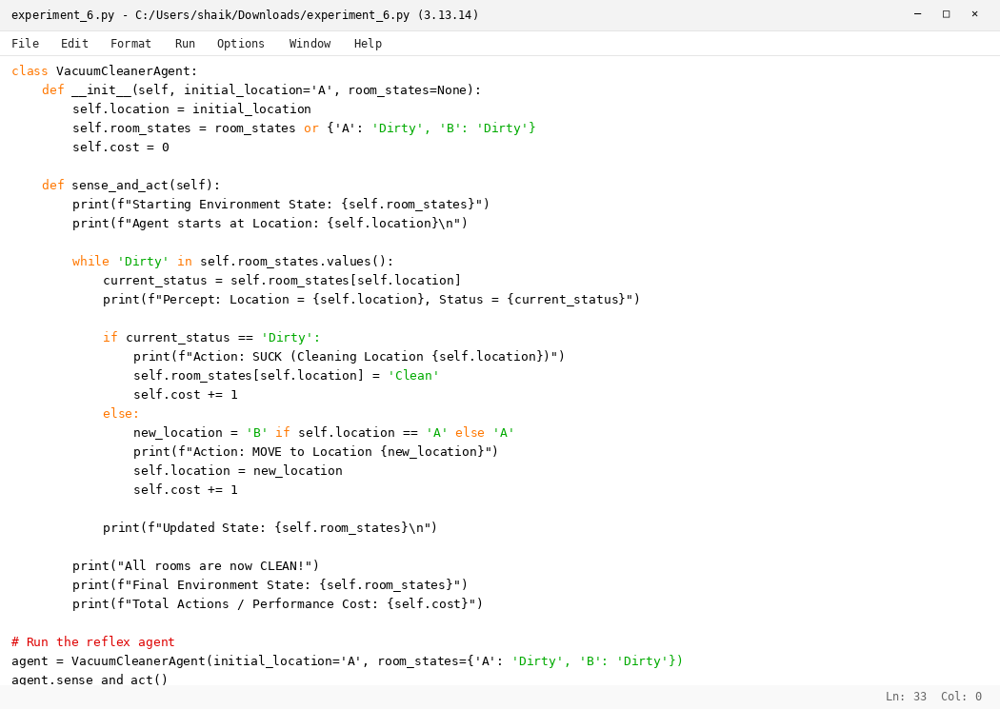 experiment_6.py - C:/Users/shaik/Downloads/experiment_6.py (3.13.14)
File Edit Format Run Options Window Help
class VacuumCleanerAgent:
    def __init__(self, initial_location='A', room_states=None):
        self.location = initial_location
        self.room_states = room_states or {'A': 'Dirty', 'B': 'Dirty'}
        self.cost = 0

    def sense_and_act(self):
        print(f"Starting Environment State: {self.room_states}")
        print(f"Agent starts at Location: {self.location}\n")

        while 'Dirty' in self.room_states.values():
            current_status = self.room_states[self.location]
            print(f"Percept: Location = {self.location}, Status = {current_status}")

            if current_status == 'Dirty':
                print(f"Action: SUCK (Cleaning Location {self.location})")
                self.room_states[self.location] = 'Clean'
                self.cost += 1
            else:
                new_location = 'B' if self.location == 'A' else 'A'
                print(f"Action: MOVE to Location {new_location}")
                self.location = new_location
                self.cost += 1

            print(f"Updated State: {self.room_states}\n")

        print("All rooms are now CLEAN!")
        print(f"Final Environment State: {self.room_states}")
        print(f"Total Actions / Performance Cost: {self.cost}")

# Run the reflex agent
agent = VacuumCleanerAgent(initial_location='A', room_states={'A': 'Dirty', 'B': 'Dirty'})
agent.sense_and_act()
Ln: 33 Col: 0